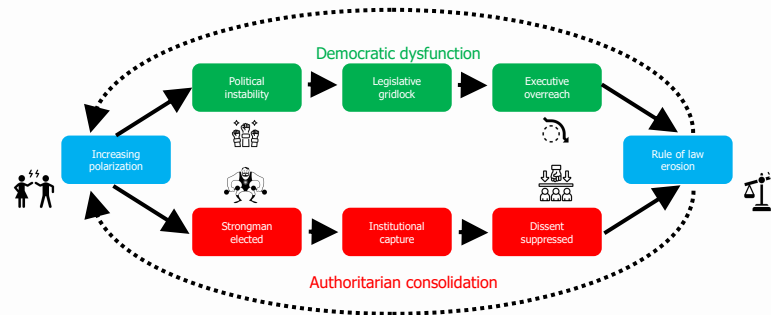 Democratic dysfunction
Political
instability
Legislative
gridlock
Executive
overreach
Increasing
polarization
Rule of law
erosion
Strongman
elected
Institutional
capture
Dissent
suppressed
Authoritarian consolidation